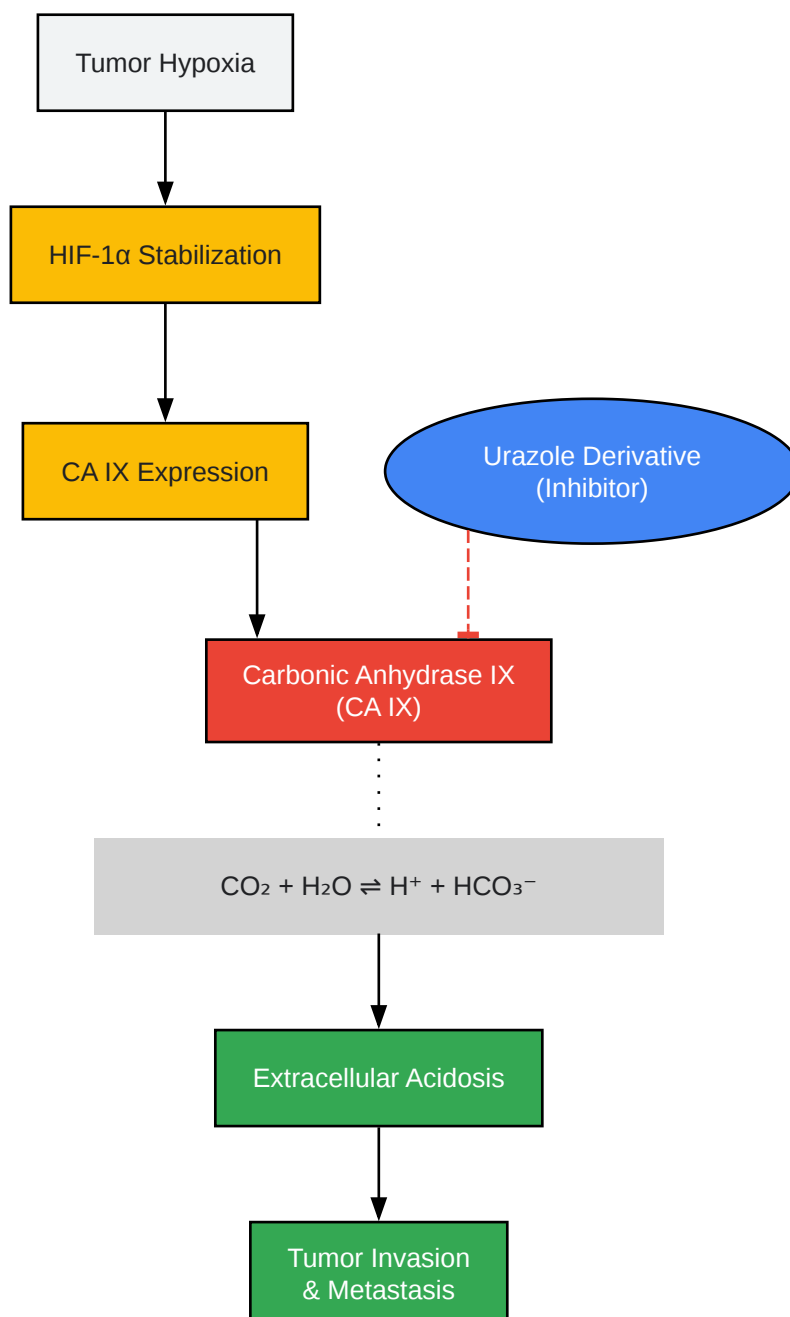 Tumor Hypoxia
HIF-1α Stabilization
CA IX Expression
Urazole Derivative
(Inhibitor)
Carbonic Anhydrase IX
(CA IX)
CO₂ + H₂O ⇌ H⁺ + HCO₃⁻
Extracellular Acidosis
Tumor Invasion
& Metastasis